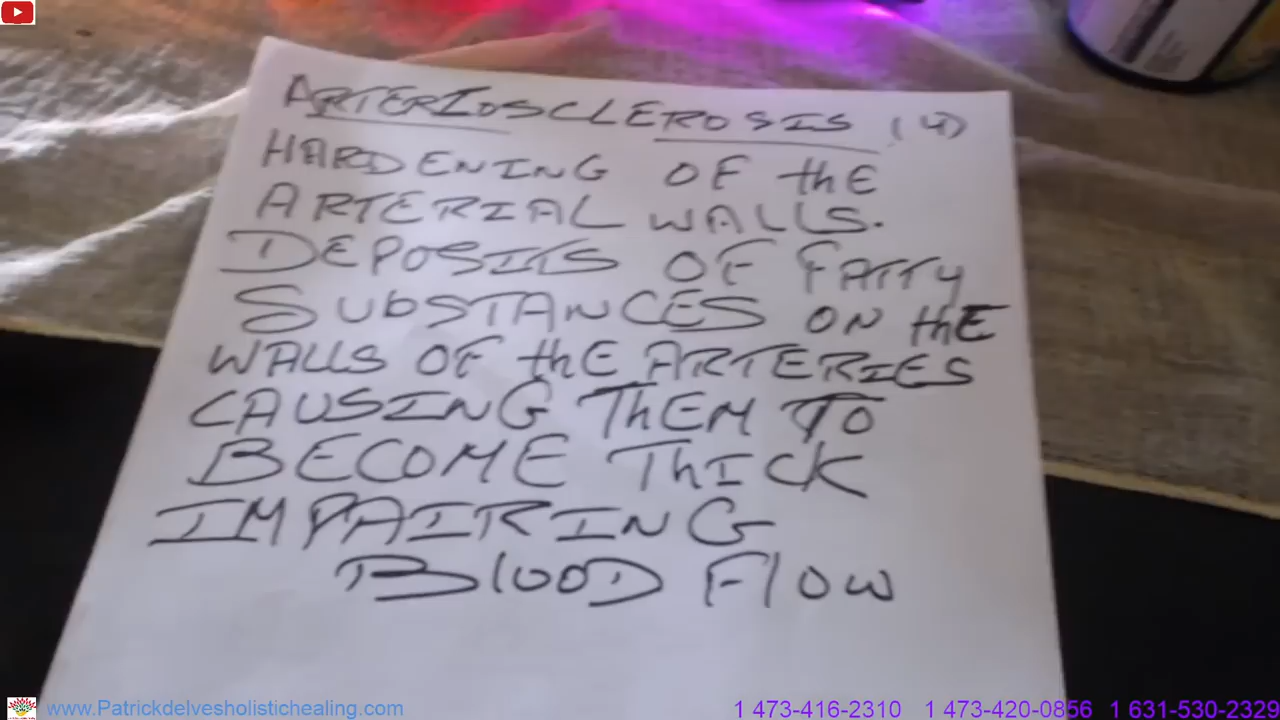 ARTERIOSCLEROSIS (4)
HARDENING OF thE
ARTERIAL WALLS.
DEPOSITS OF FATTY
SUbSTANCES ON thE
WALLS OF thE ARTERIES
CAUSING ThEM TO
BECOME ThICK
IMPAIRING
BlOOD FlOW
www.Patrickdelvesholistichealing.com 1 473-416-2310 1 473-420-0856 1 631-530-2329